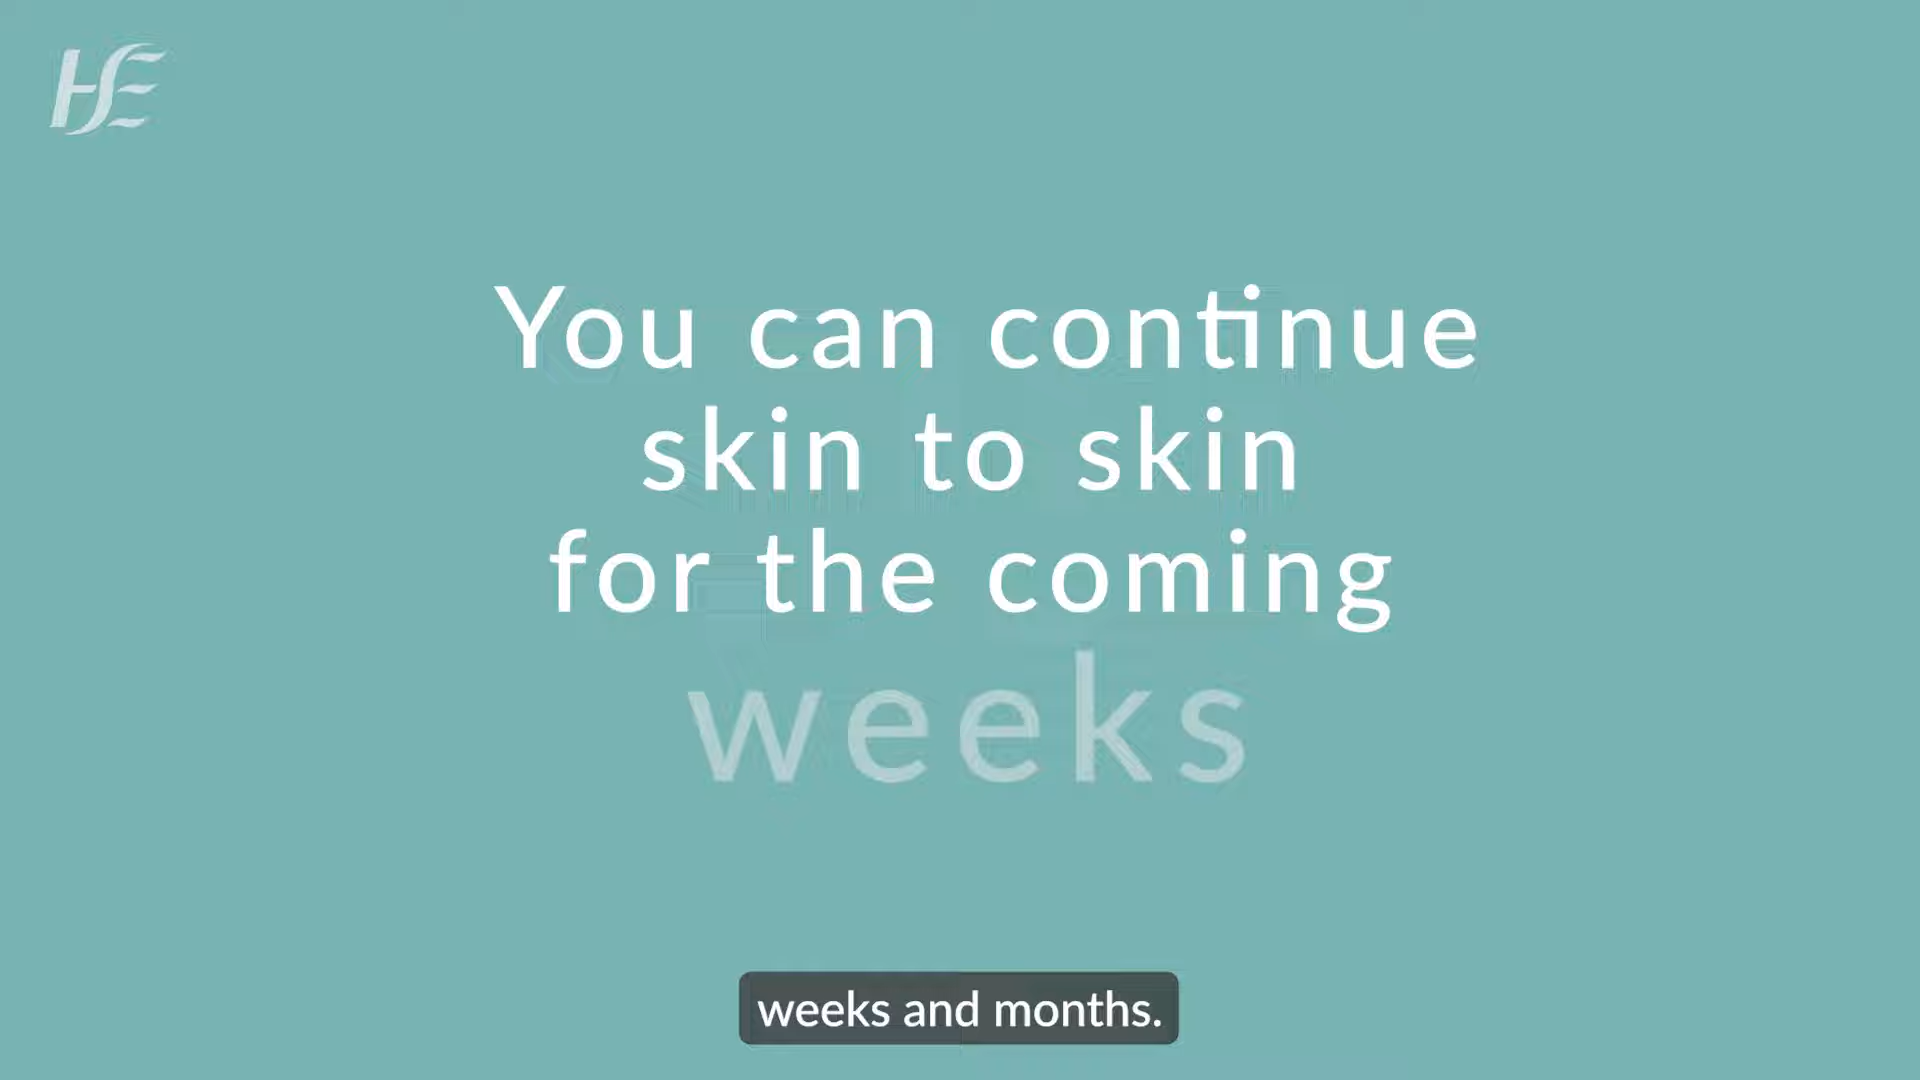 HSE
You can continue
skin to skin
for the coming
weeks
weeks and months.